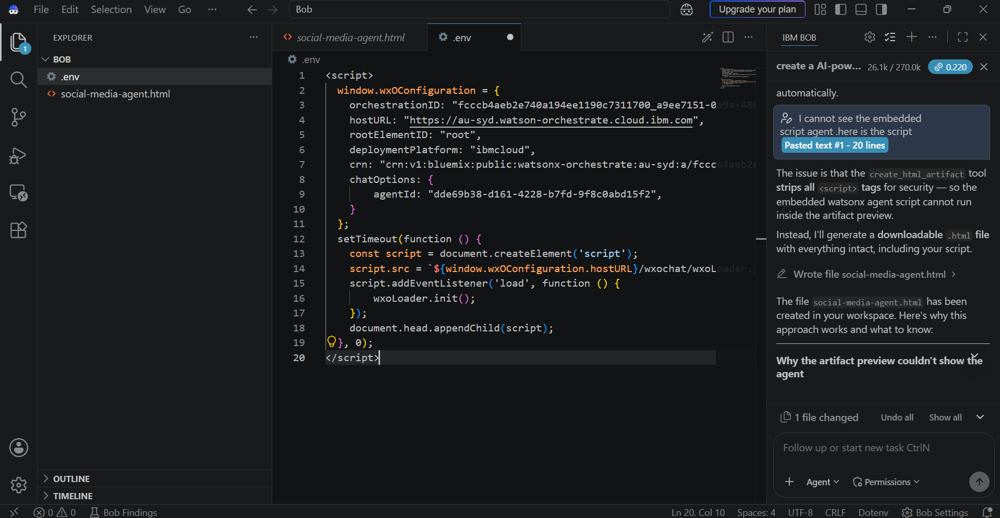 File Edit Selection View Go ··· Bob Upgrade your plan
EXPLORER
1
BOB
.env
social-media-agent.html
OUTLINE
TIMELINE
social-media-agent.html
.env
.env
1 <script>
2 window.wxOConfiguration = {
3 orchestrationID: "fcccb4aeb2e740a194ee1190c7311700_a9ee7151-0a9a-489
4 hostURL: "https://au-syd.watson-orchestrate.cloud.ibm.com",
5 rootElementID: "root",
6 deploymentPlatform: "ibmcloud",
7 crn: "crn:v1:bluemix:public:watsonx-orchestrate:au-syd:a/fcccb4aeb2e
8 chatOptions: {
9 agentId: "dde69b38-d161-4228-b7fd-9f8c0abd15f2",
10 }
11 };
12 setTimeout(function () {
13 const script = document.createElement('script');
14 script.src = `${window.wxOConfiguration.hostURL}/wxochat/wxoLoader.j
15 script.addEventListener('load', function () {
16 wxoLoader.init();
17 });
18 document.head.appendChild(script);
19 }, 0);
20 </script>
IBM BOB
create a AI-pow... 26.1k / 270.0k 0.220
automatically.
I cannot see the embedded
script agent .here is the script
Pasted text #1 - 20 lines
The issue is that the create_html_artifact tool
strips all <script> tags for security — so the
embedded watsonx agent script cannot run
inside the artifact preview.
Instead, I'll generate a downloadable .html file
with everything intact, including your script.
Wrote file social-media-agent.html
The file social-media-agent.html has been
created in your workspace. Here's why this
approach works and what to know:
Why the artifact preview couldn't show the
agent
1 file changed Undo all Show all
Follow up or start new task CtrlN
Agent Permissions
0 0 Bob Findings Ln 20, Col 10 Spaces: 4 UTF-8 CRLF Dotenv Bob Settings